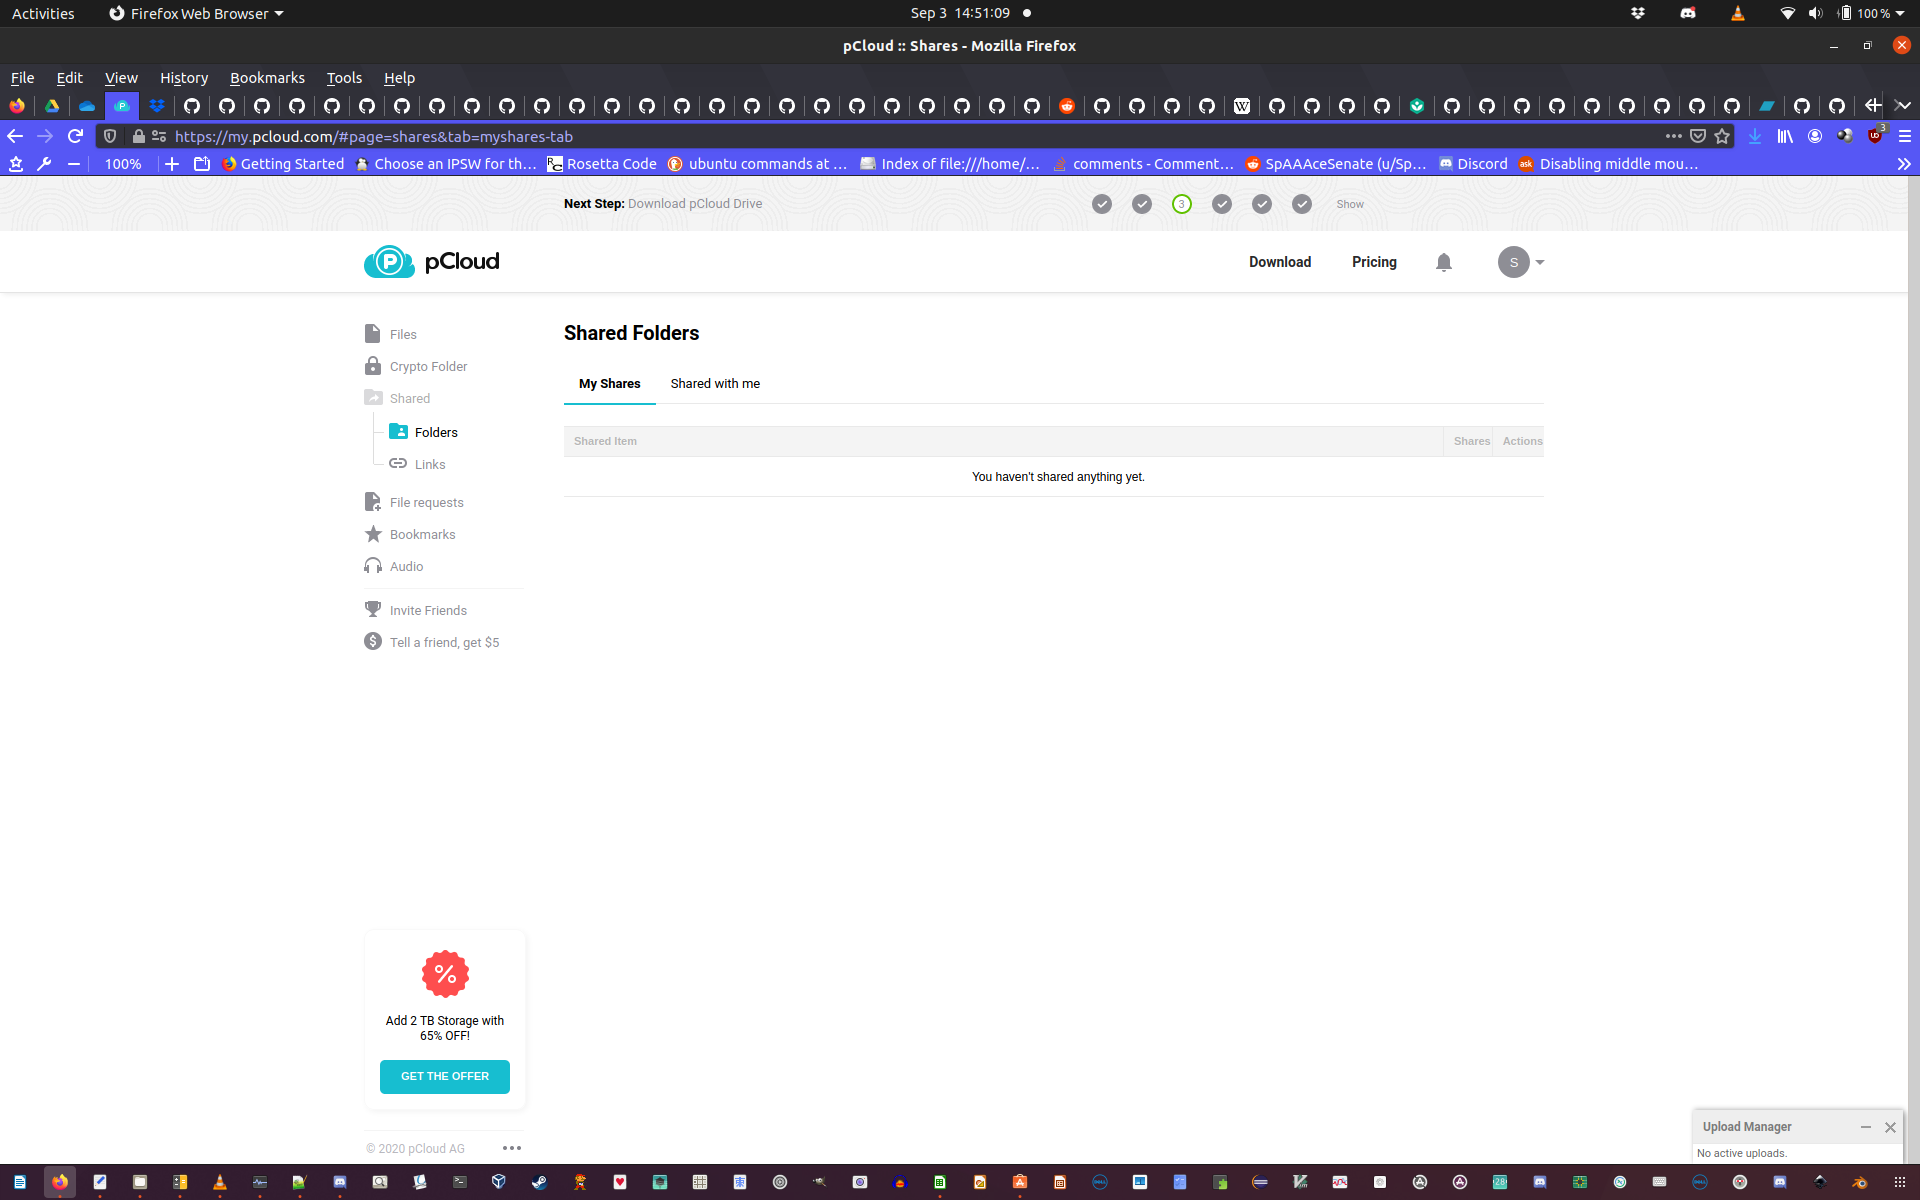 Activities
Firefox Web Browser
Sep 3 14:51:09
100 %
pCloud :: Shares - Mozilla Firefox
File Edit View History Bookmarks Tools Help
https://my.pcloud.com/#page=shares&tab=myshares-tab
3
100%
Getting Started
Choose an IPSW for th…
Rosetta Code
ubuntu commands at …
Index of file:///home/…
comments - Comment…
SpAAAceSenate (u/Sp…
Discord
Disabling middle mou…
Next Step: Download pCloud Drive
3
Show
pCloud
Download
Pricing
S
Files
Crypto Folder
Shared
Folders
Links
File requests
Bookmarks
Audio
Invite Friends
Tell a friend, get $5
Shared Folders
My Shares
Shared with me
Shared Item
Shares
Actions
You haven't shared anything yet.
Add 2 TB Storage with
65% OFF!
GET THE OFFER
© 2020 pCloud AG
Upload Manager
No active uploads.